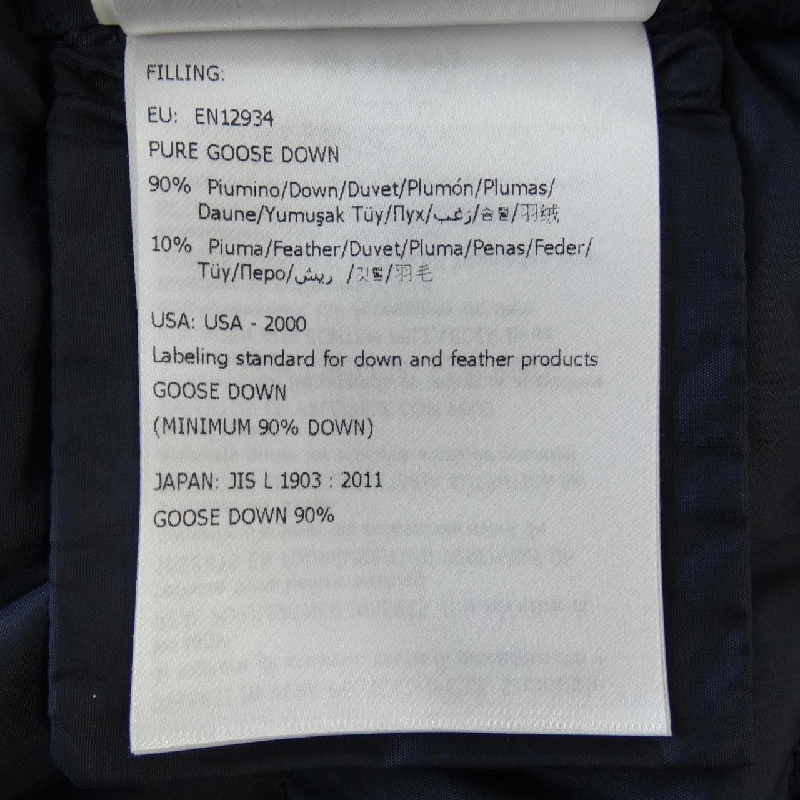 FILLING:
EU: EN12934
PURE GOOSE DOWN
90% Piumino/Down/Duvet/Plumón/Plumas/
Daune/Yumuşak Tüy/Пух/زغب/솜털/羽绒
10% Piuma/Feather/Duvet/Pluma/Penas/Feder/
Tüy/Перо/ريش /깃털/羽毛
USA: USA - 2000
Labeling standard for down and feather products
GOOSE DOWN
(MINIMUM 90% DOWN)
JAPAN: JIS L 1903 : 2011
GOOSE DOWN 90%